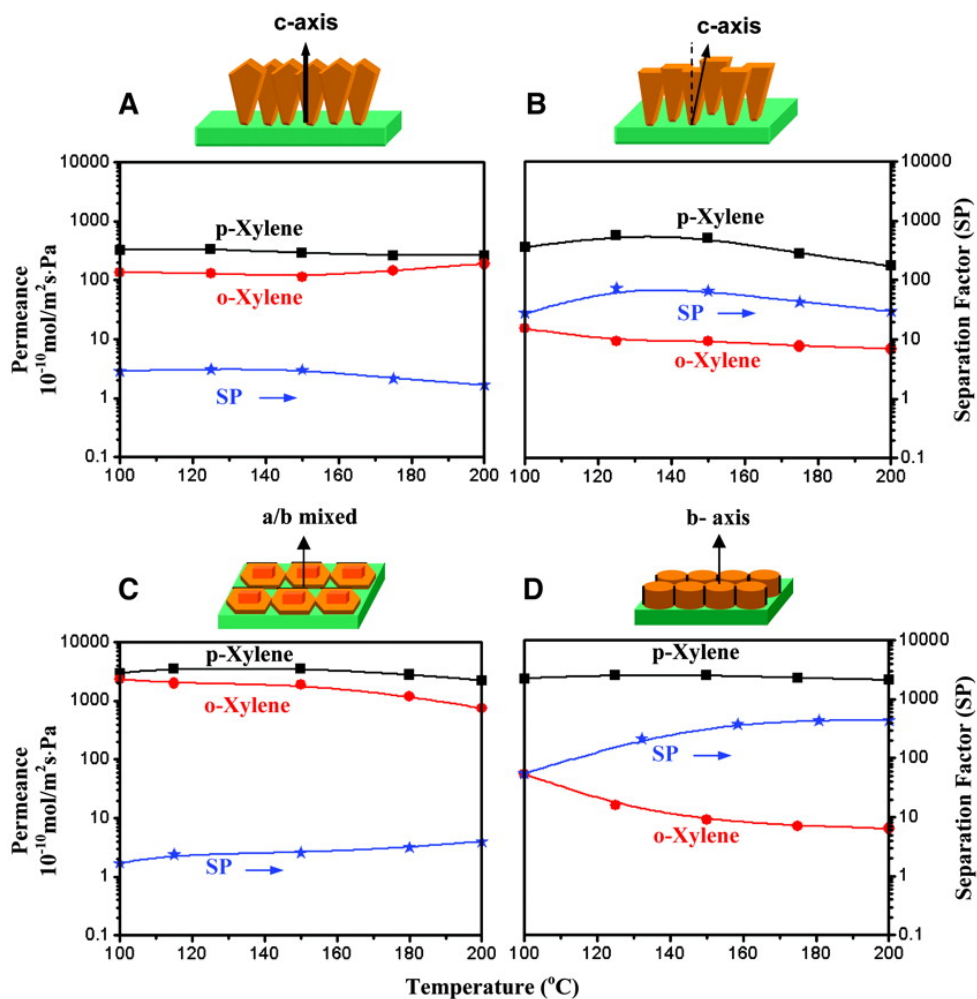 c-axis
A
10000
1000
100
10
1
0.1
p-Xylene
o-Xylene
SP
100 120 140 160 180 200
Permeance
10⁻¹⁰mol/m²s·Pa
c-axis
B
10000
1000
100
10
1
0.1
p-Xylene
SP
o-Xylene
100 120 140 160 180 200
Separation Factor (SP)
a/b mixed
C
10000
1000
100
10
1
0.1
p-Xylene
o-Xylene
SP
100 120 140 160 180 200
Permeance
10⁻¹⁰mol/m²s·Pa
b- axis
D
10000
1000
100
10
1
0.1
p-Xylene
SP
o-Xylene
100 120 140 160 180 200
Separation Factor (SP)
Temperature (°C)